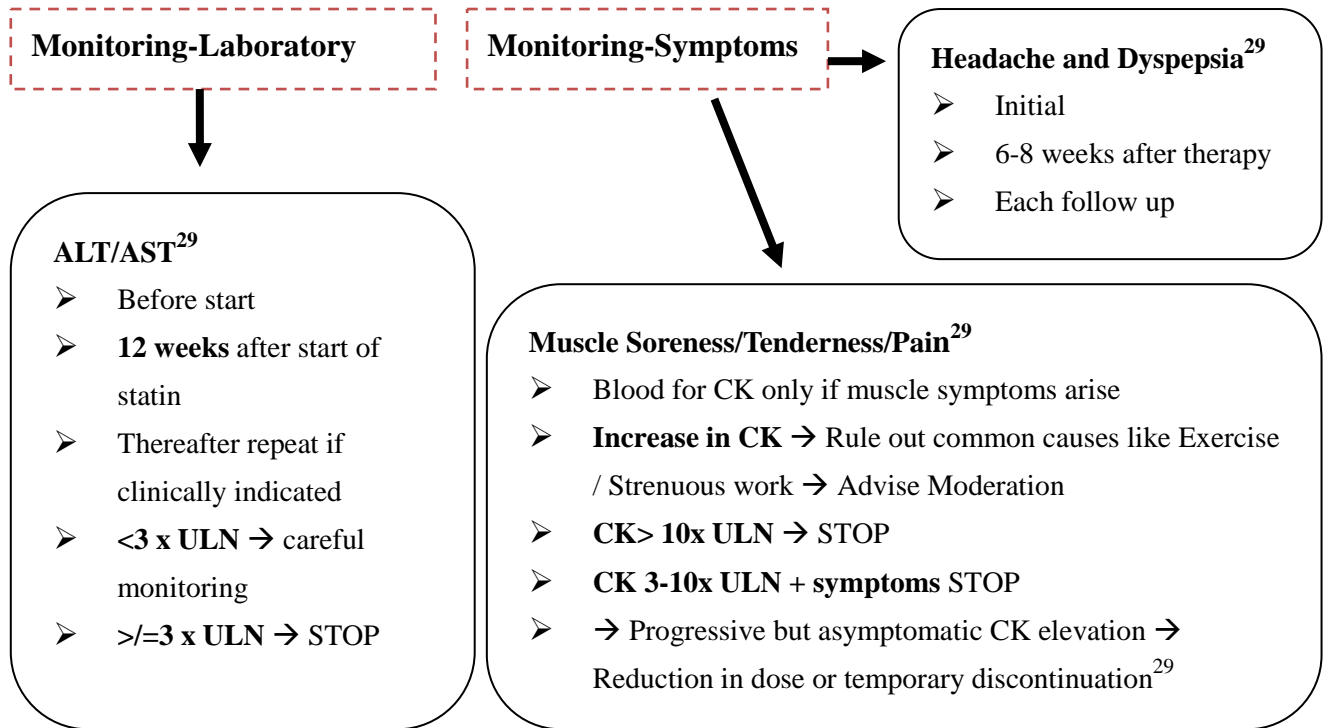 Monitoring-Laboratory
Monitoring-Symptoms
Headache and Dyspepsia29
➢ Initial
➢ 6-8 weeks after therapy
➢ Each follow up
ALT/AST29
➢ Before start
➢ 12 weeks after start of
statin
➢ Thereafter repeat if
clinically indicated
➢ <3 x ULN → careful
monitoring
➢ >/=3 x ULN → STOP
Muscle Soreness/Tenderness/Pain29
➢ Blood for CK only if muscle symptoms arise
➢ Increase in CK → Rule out common causes like Exercise
/ Strenuous work → Advise Moderation
➢ CK> 10x ULN → STOP
➢ CK 3-10x ULN + symptoms STOP
➢ → Progressive but asymptomatic CK elevation →
Reduction in dose or temporary discontinuation29